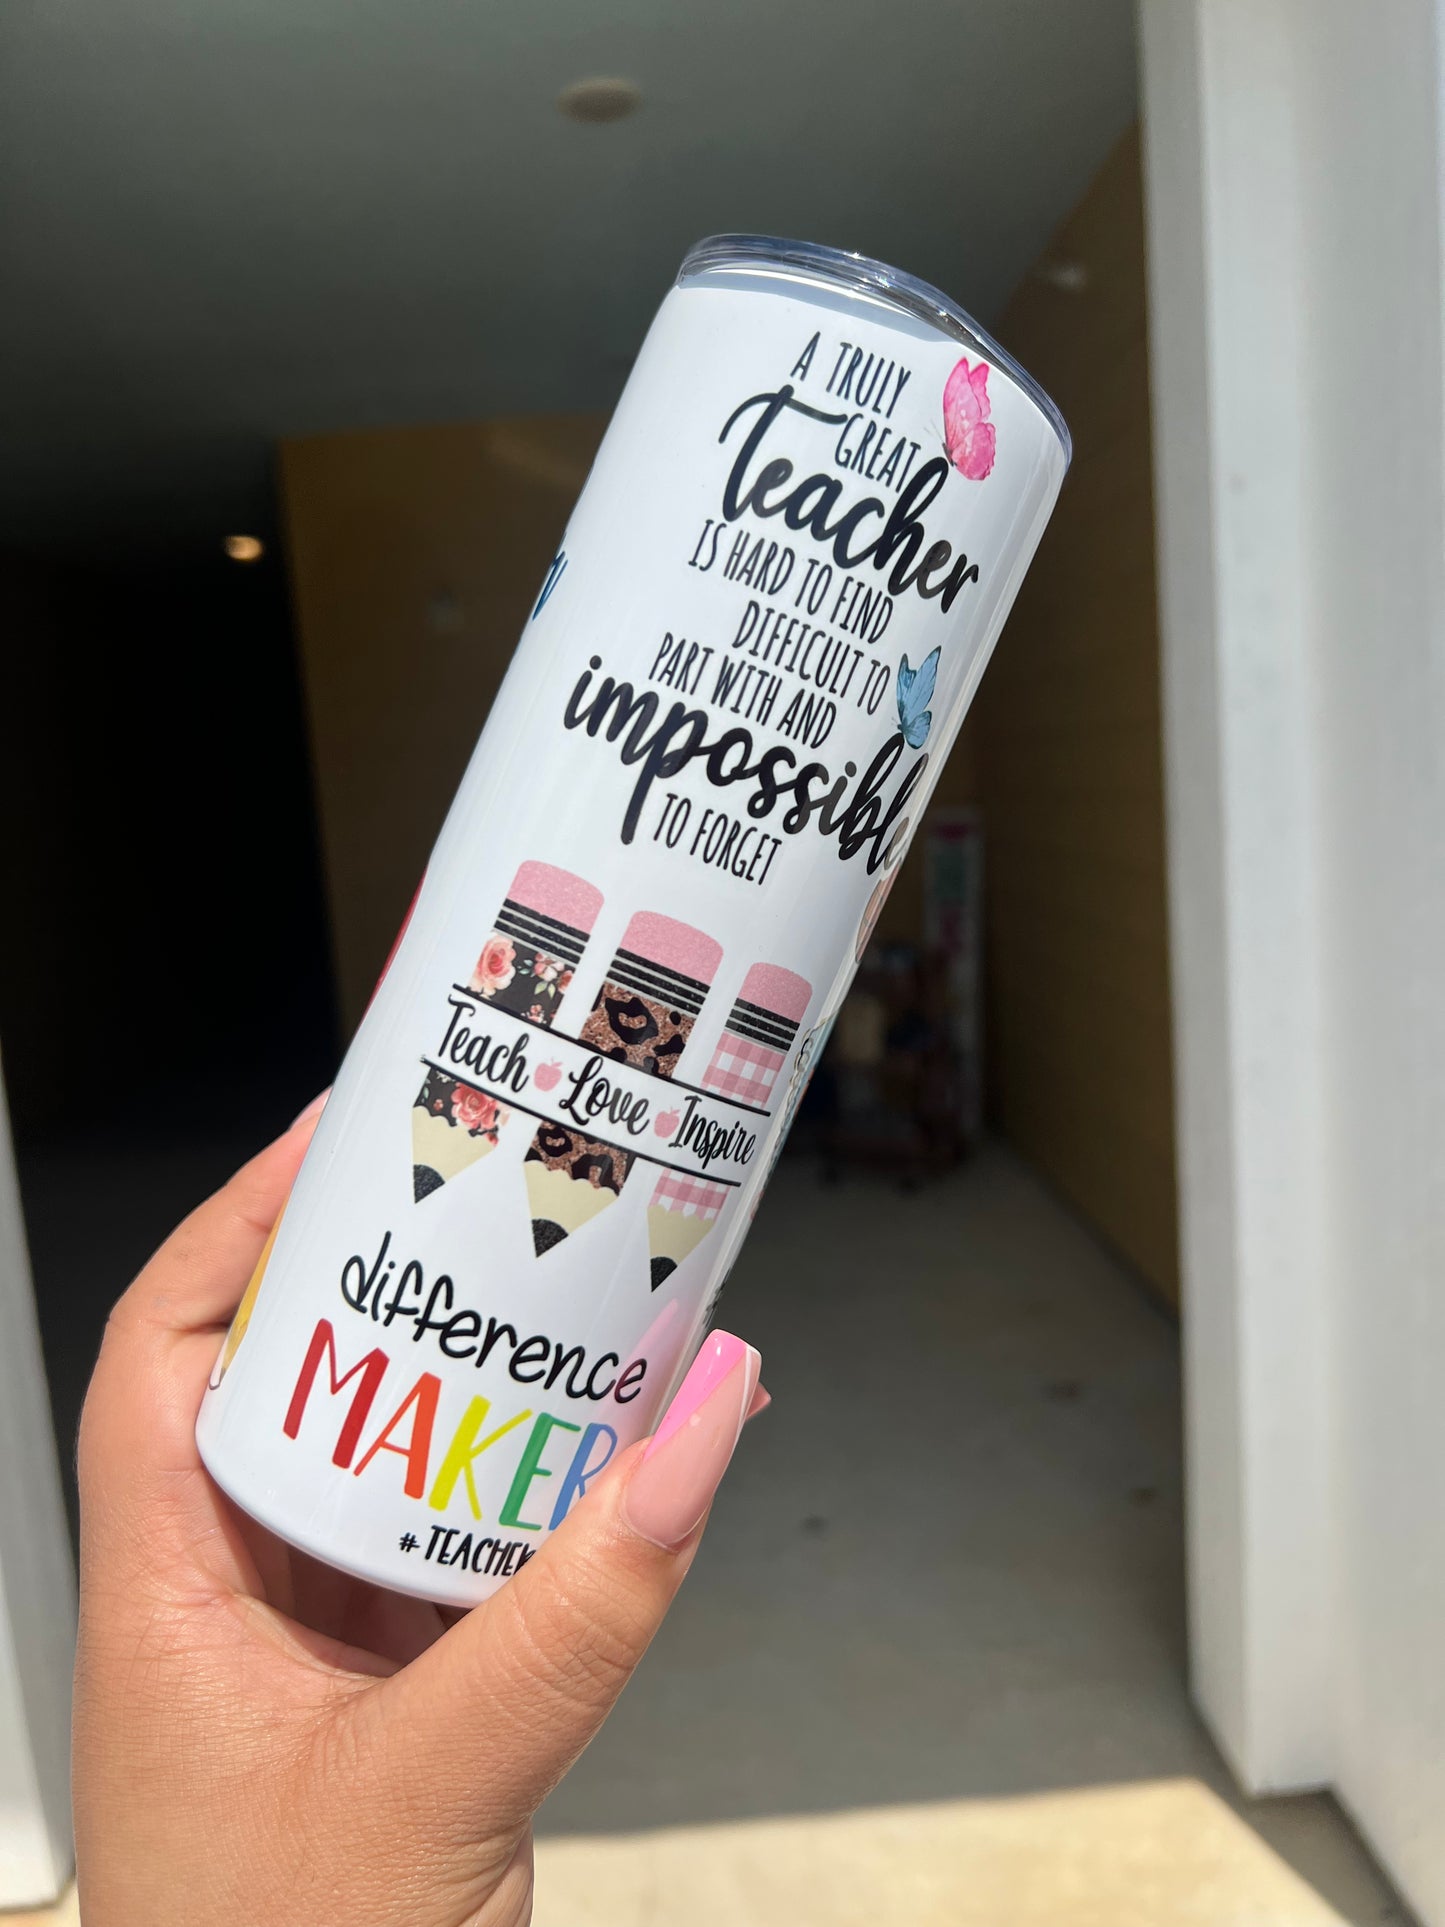 A TRULY
GREAT
Teacher
IS HARD TO FIND
DIFFICULT TO
PART WITH AND
impossible
TO FORGET
Teach Love Inspire
difference
MAKER
# TEACHER